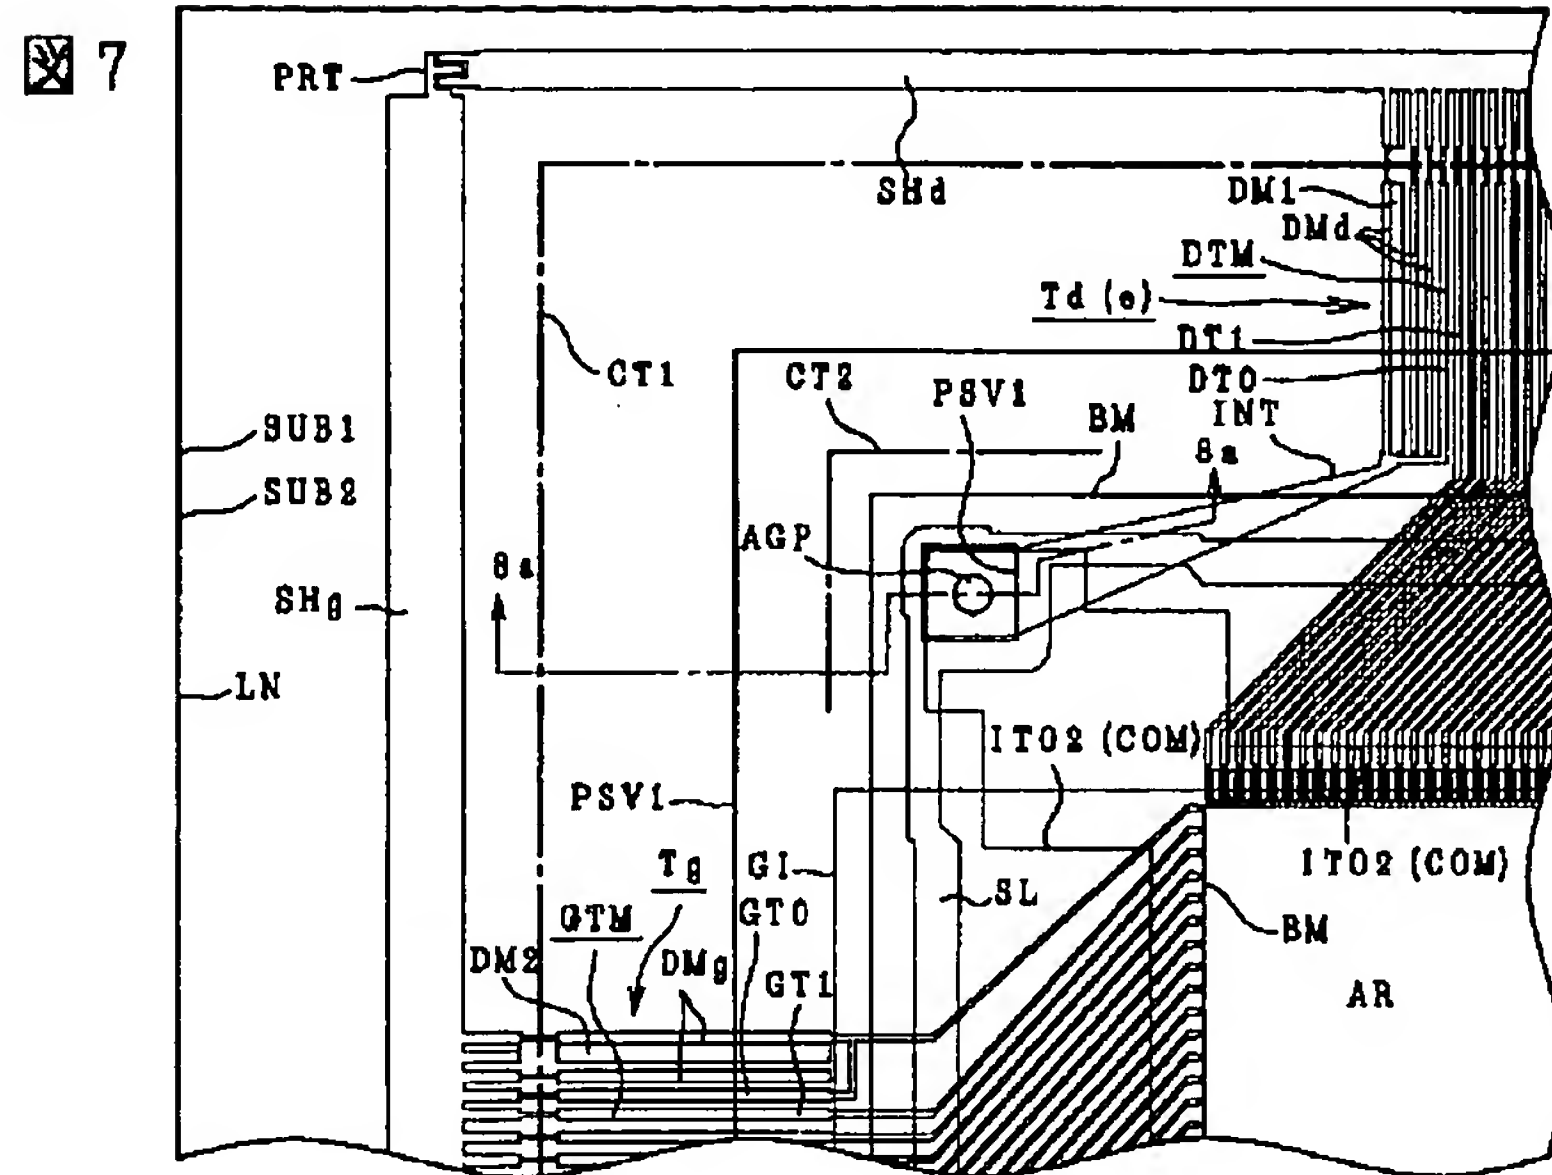 図 7
PRT
SHd
DM1
DMd
DTM
Td (e)
DT1
CT1
CT2
PSV1
DT0
BM
INT
SUB1
8a
SUB2
AGP
8a
SHg
LN
ITO2 (COM)
PSV1
Tg
GI
ITO2 (COM)
GTM
GT0
SL
BM
DM2
DMg
GT1
AR